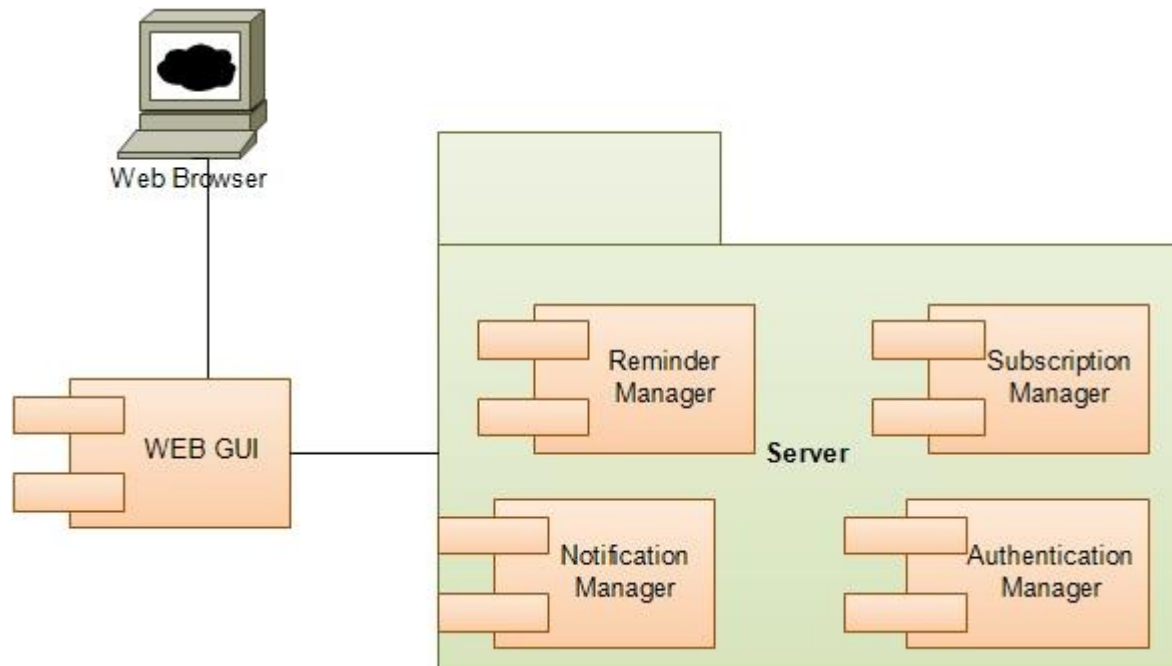 Web Browser
Reminder
Manager
Subscription
Manager
WEB GUI
Server
Notification
Manager
Authentication
Manager